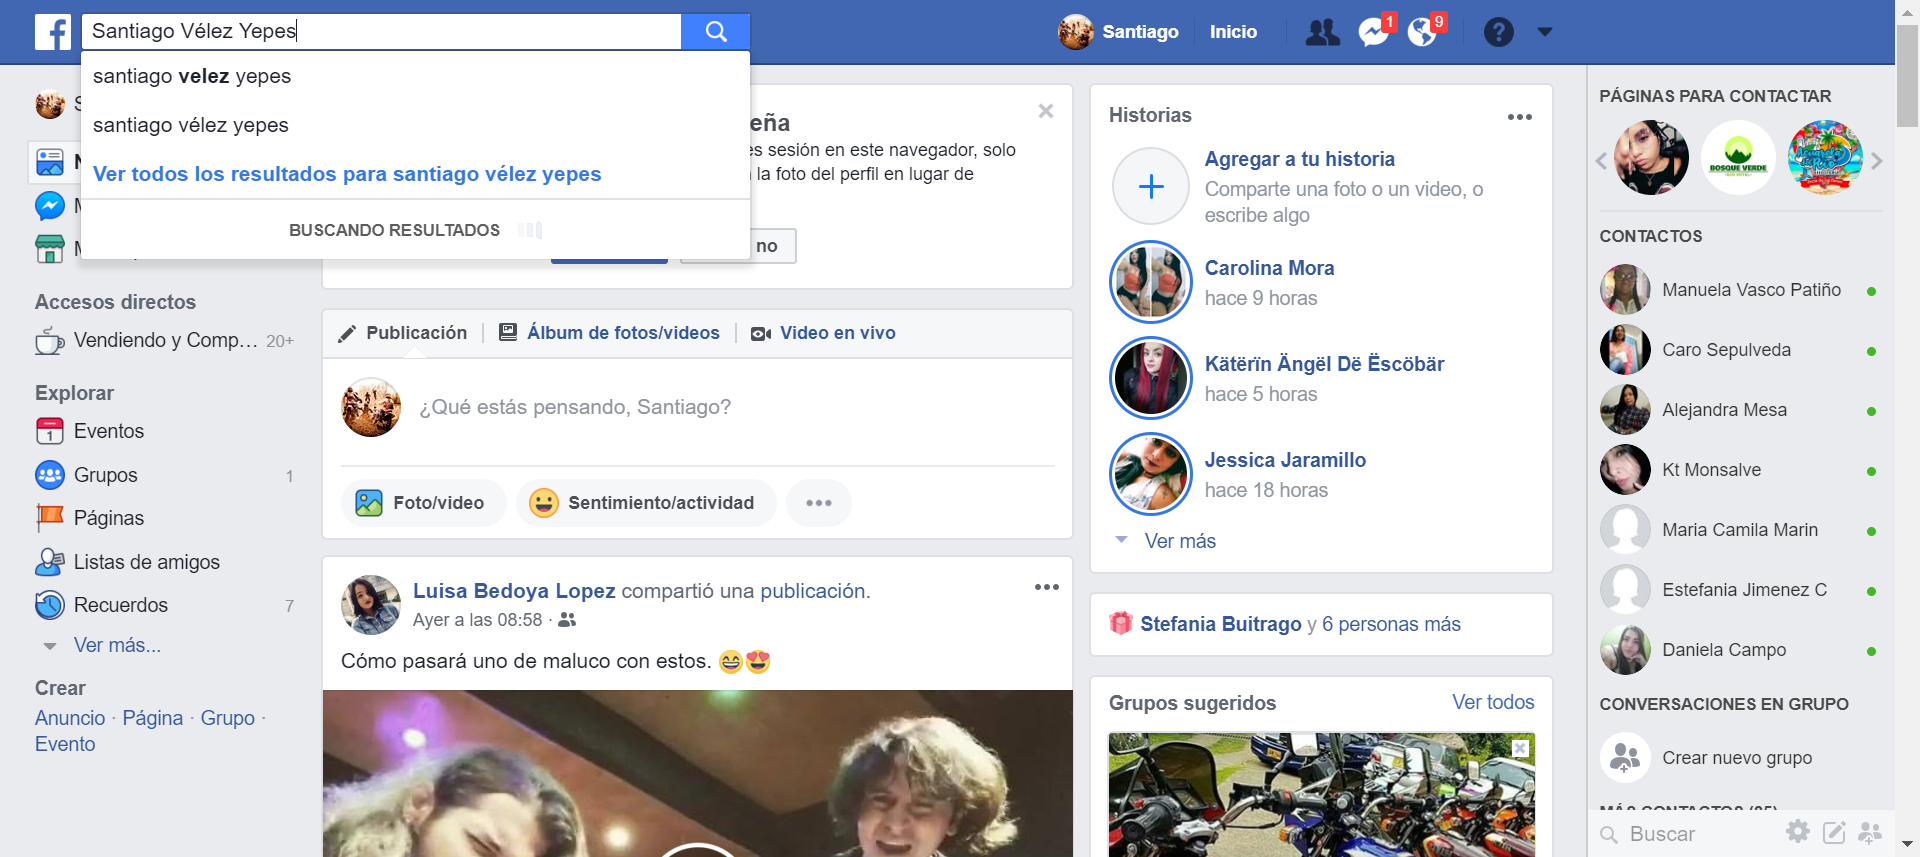 Santiago Vélez Yepes
Santiago
Inicio
1
9
santiago velez yepes
santiago vélez yepes
Ver todos los resultados para santiago vélez yepes
BUSCANDO RESULTADOS
S
N
M
M
Accesos directos
Vendiendo y Comp... 20+
Explorar
1
Eventos
Grupos 1
Páginas
Listas de amigos
Recuerdos 7
Ver más...
Crear
Anuncio · Página · Grupo ·
Evento
eña
sesión en este navegador, solo
la foto del perfil en lugar de
no
Publicación
Álbum de fotos/videos
Video en vivo
¿Qué estás pensando, Santiago?
Foto/video
Sentimiento/actividad
Luisa Bedoya Lopez compartió una publicación.
Ayer a las 08:58 ·
Cómo pasará uno de maluco con estos. 😄😍
Historias
Agregar a tu historia
Comparte una foto o un video, o
escribe algo
Carolina Mora
hace 9 horas
Kätërïn Ängël Dë Ëscöbär
hace 5 horas
Jessica Jaramillo
hace 18 horas
Ver más
Stefania Buitrago y 6 personas más
Grupos sugeridos
Ver todos
PÁGINAS PARA CONTACTAR
BOSQUE VERDE
CONTACTOS
Manuela Vasco Patiño
Caro Sepulveda
Alejandra Mesa
Kt Monsalve
Maria Camila Marin
Estefania Jimenez C
Daniela Campo
CONVERSACIONES EN GRUPO
Crear nuevo grupo
MÁS CONTACTOS (85)
Buscar